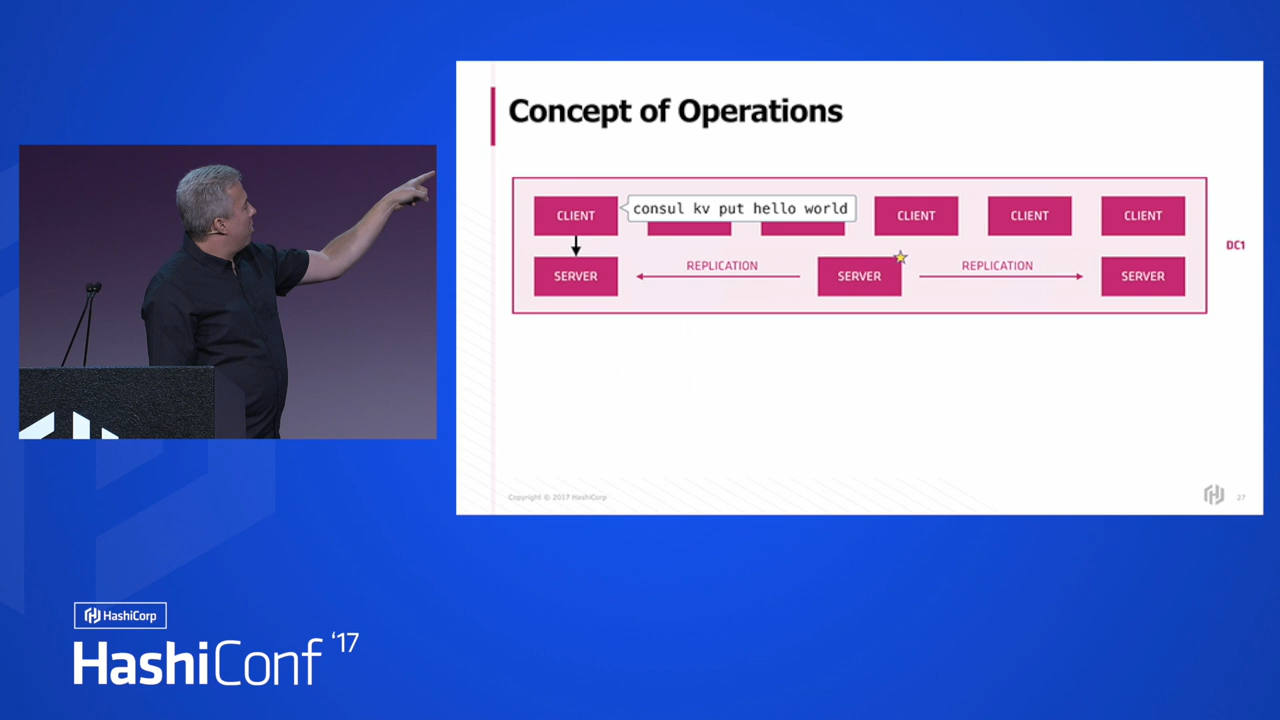 Concept of Operations
CLIENT
consul kv put hello world
CLIENT
CLIENT
CLIENT
DC1
SERVER
REPLICATION
SERVER
REPLICATION
SERVER
Copyright © 2017 HashiCorp
27
HashiCorp
HashiConf '17